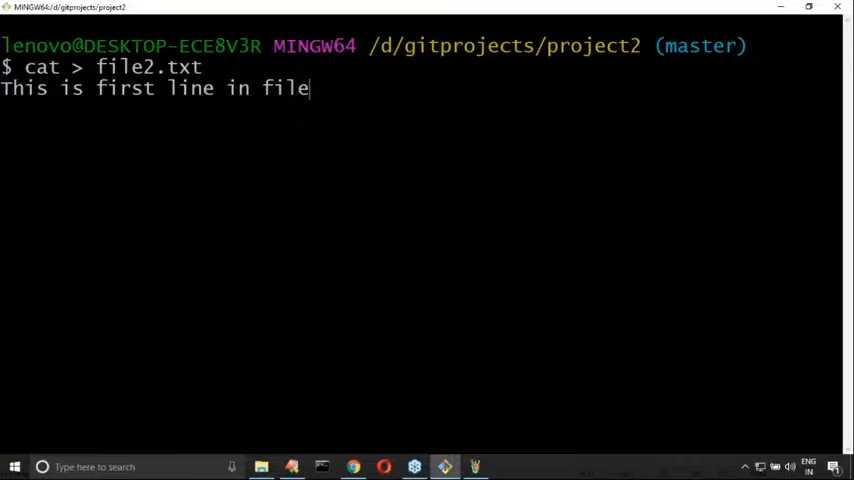 MINGW64:/d/gitprojects/project2
lenovo@DESKTOP-ECE8V3R MINGW64 /d/gitprojects/project2 (master)
$ cat > file2.txt
This is first line in file
Type here to search
ENG
IN
1